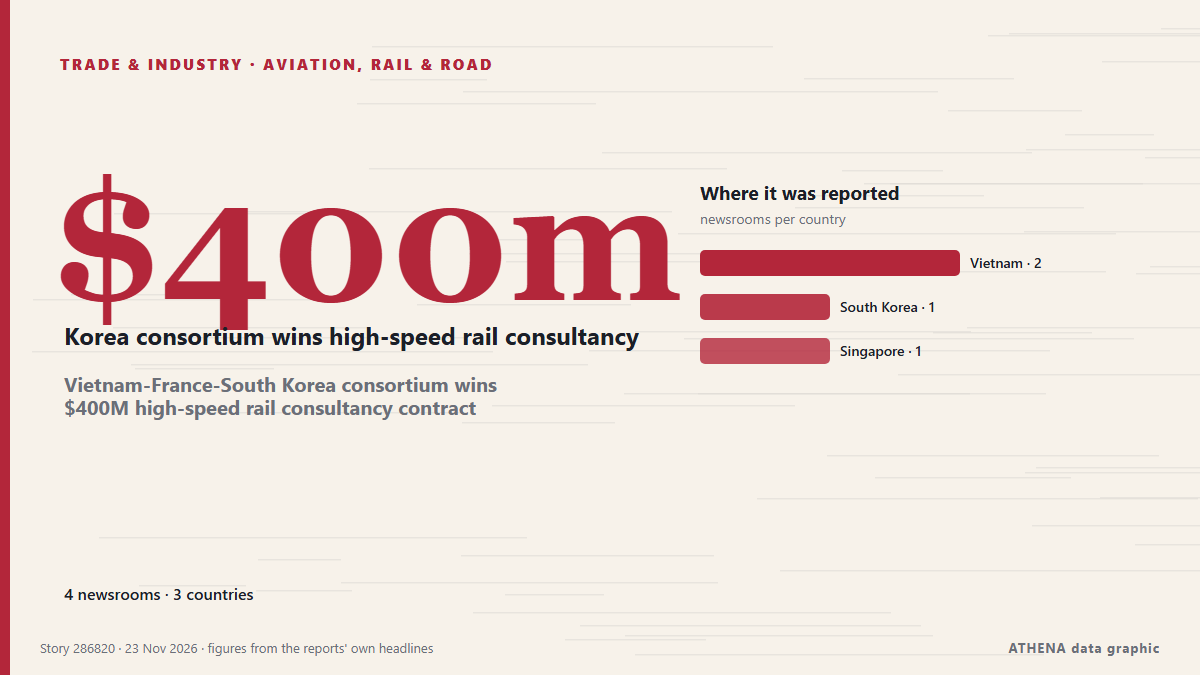 TRADE & INDUSTRY · AVIATION, RAIL & ROAD
$400m
Korea consortium wins high-speed rail consultancy
Vietnam-France-South Korea consortium wins
$400M high-speed rail consultancy contract
Where it was reported
newsrooms per country
Vietnam · 2
South Korea · 1
Singapore · 1
4 newsrooms · 3 countries
Story 286820 · 23 Nov 2026 · figures from the reports' own headlines
ATHENA data graphic